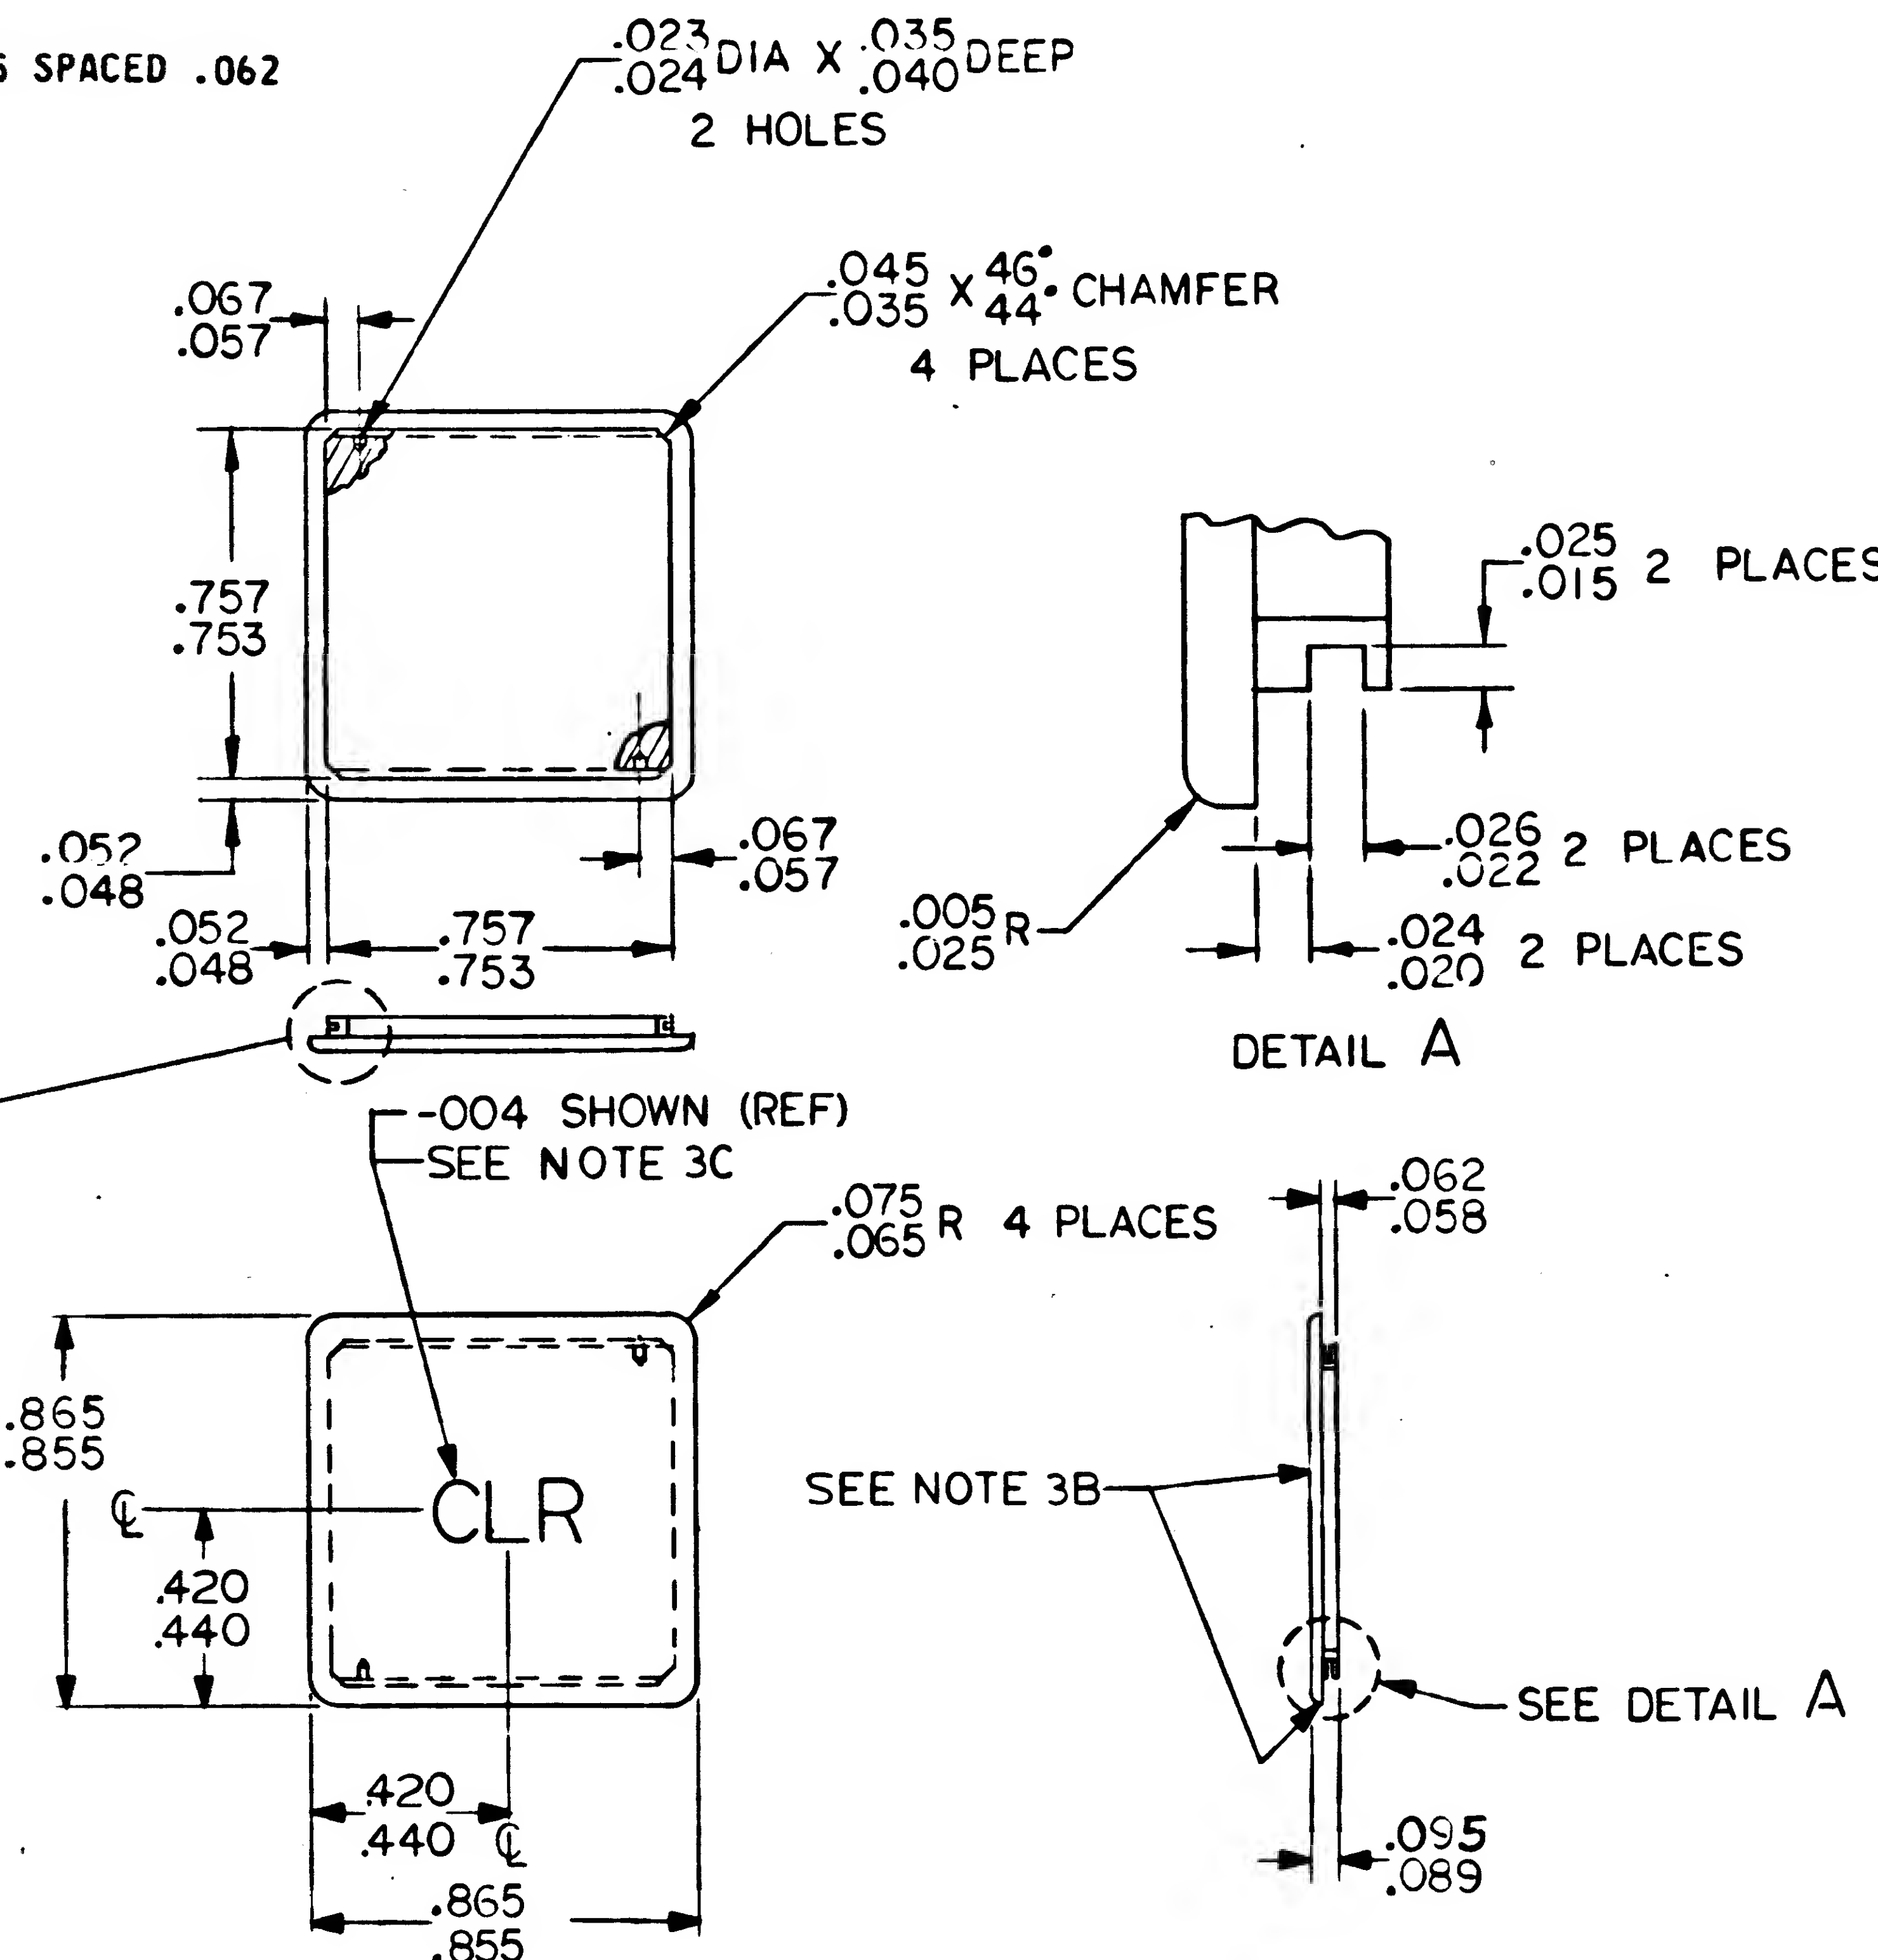 SPACED .062
.023 DIA X .035 DEEP
.024 .040
2 HOLES
.045 X 46° CHAMFER
.035 44°
4 PLACES
.067
.057
.757
.753
.025 2 PLACES
.015
.052
.048
.067
.057
.026 2 PLACES
.022
.005 R
.025
.052
.048
.757
.753
.024 2 PLACES
.020
DETAIL A
-004 SHOWN (REF)
SEE NOTE 3C
.062
.058
.075 R 4 PLACES
.065
.865
.855
℄
CLR
SEE NOTE 3B
.420
.440
SEE DETAIL A
.420
.440
℄
.095
.089
.865
.855